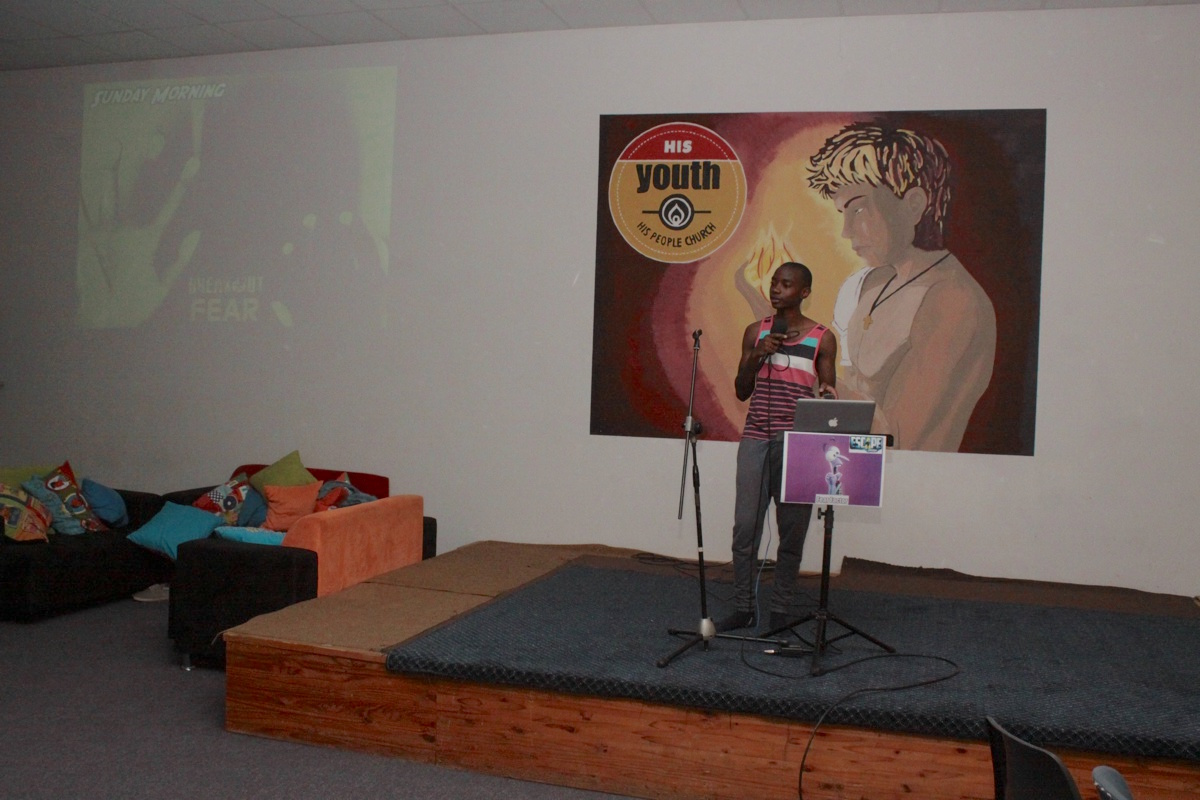 SUNDAY MORNING
FEAR
HIS
youth
HIS PEOPLE CHURCH